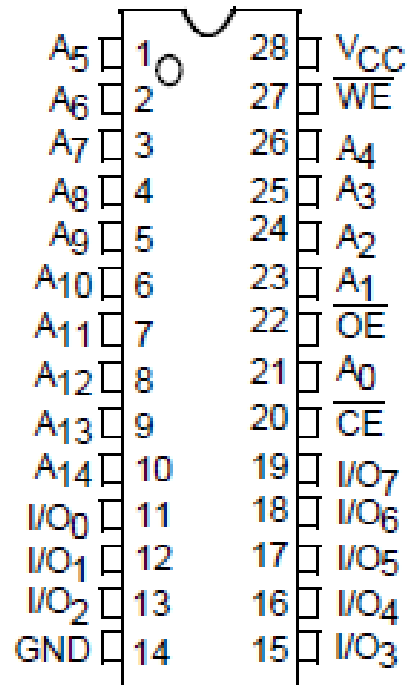 A5 1 28 VCC
A6 2 27 WE
A7 3 26 A4
A8 4 25 A3
A9 5 24 A2
A10 6 23 A1
A11 7 22 OE
A12 8 21 A0
A13 9 20 CE
A14 10 19 I/O7
I/O0 11 18 I/O6
I/O1 12 17 I/O5
I/O2 13 16 I/O4
GND 14 15 I/O3